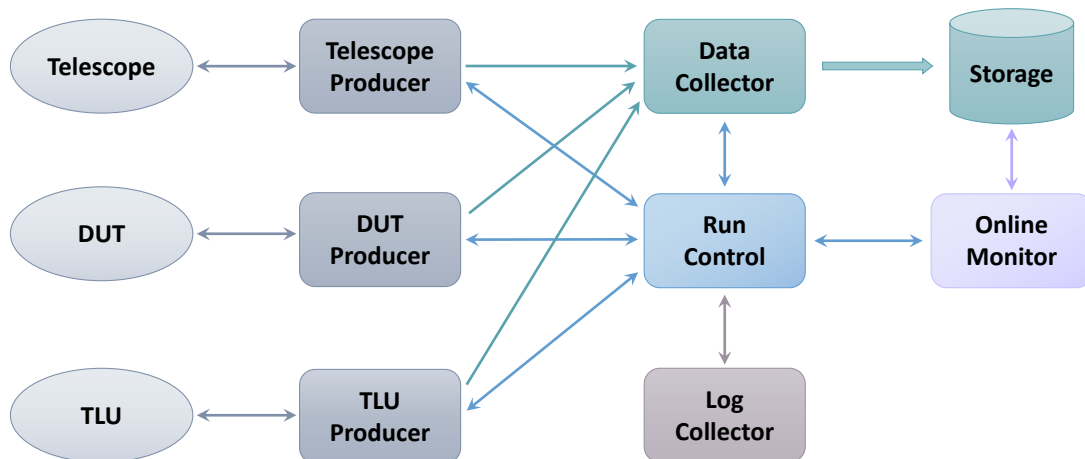 Telescope
Telescope
Producer
Data
Collector
Storage
DUT
DUT
Producer
Run
Control
Online
Monitor
TLU
TLU
Producer
Log
Collector